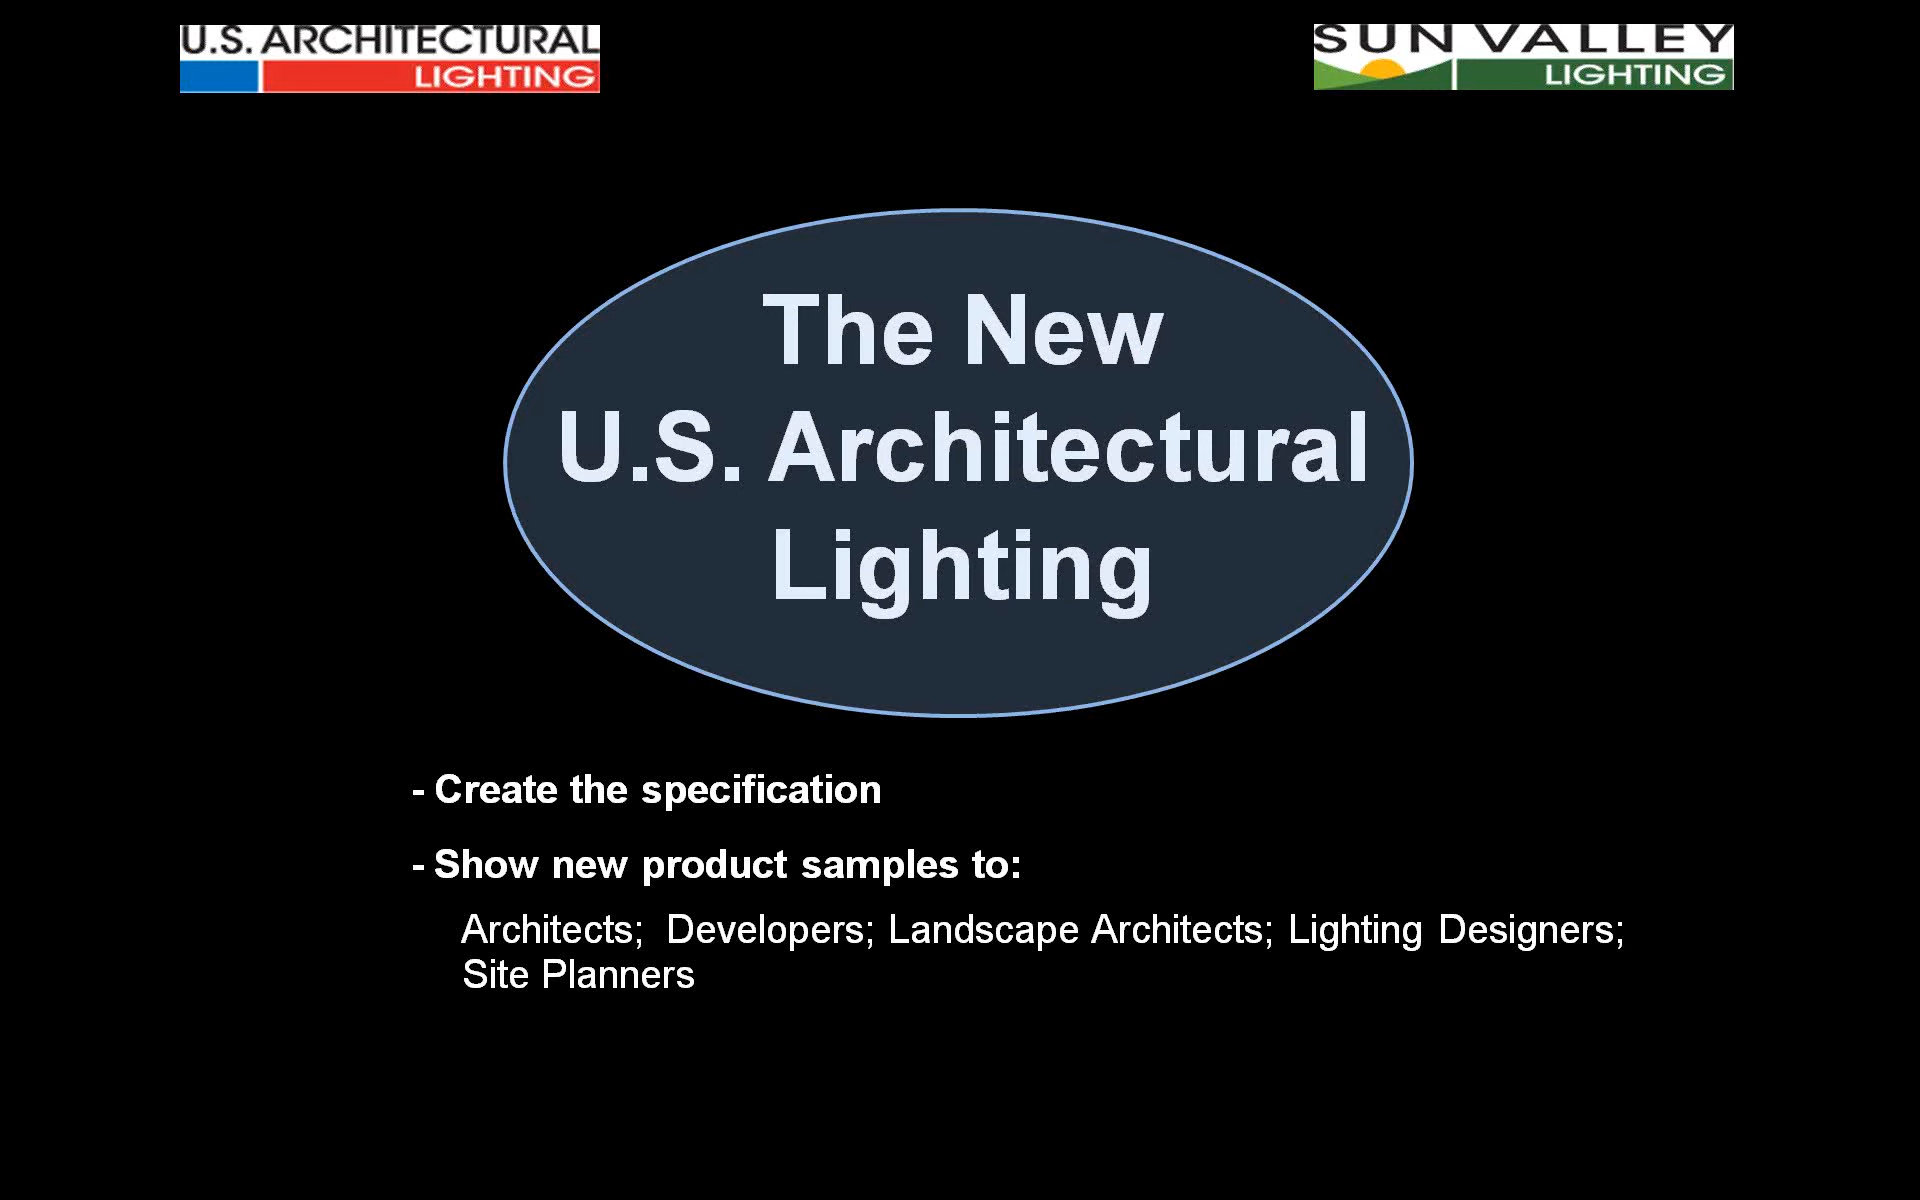 U.S. ARCHITECTURAL
LIGHTING
SUN VALLEY
LIGHTING
The New
U.S. Architectural
Lighting
- Create the specification
- Show new product samples to:
Architects; Developers; Landscape Architects; Lighting Designers;
Site Planners